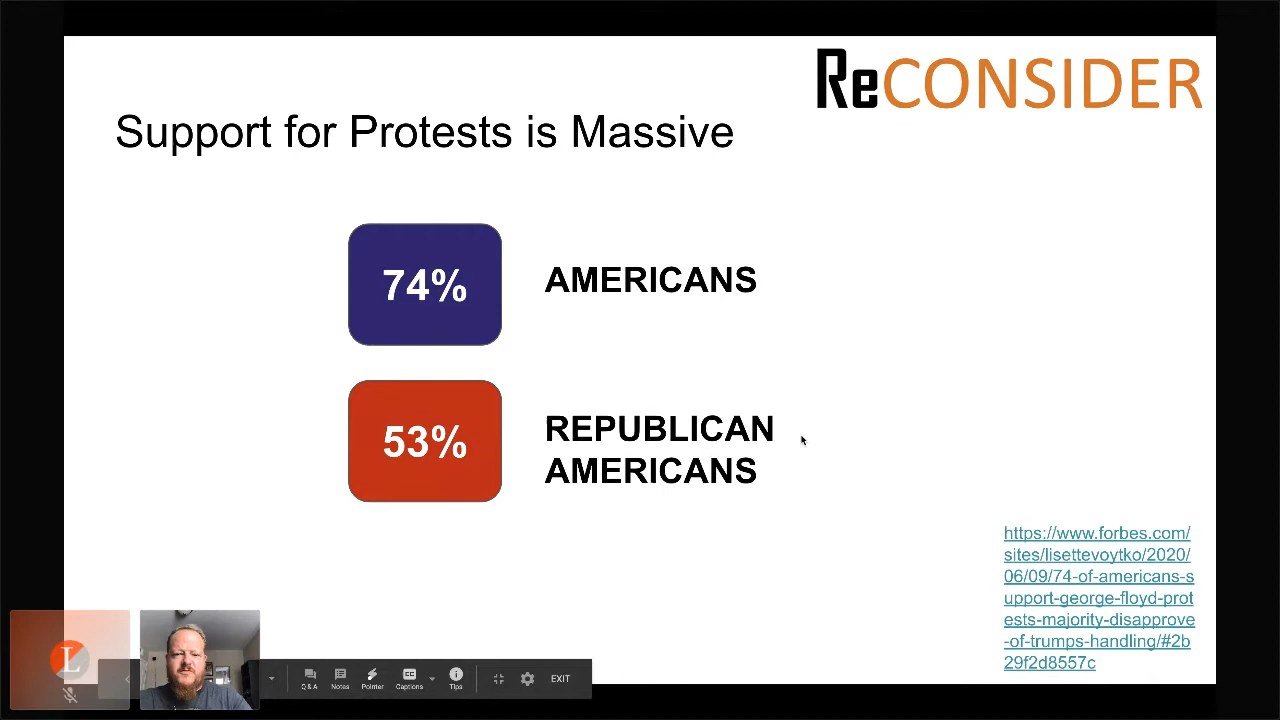 ReCONSIDER
Support for Protests is Massive
74%
AMERICANS
53%
REPUBLICAN
AMERICANS
https://www.forbes.com/
sites/lisettevoytko/2020/
06/09/74-of-americans-s
upport-george-floyd-prot
ests-majority-disapprove
-of-trumps-handling/#2b
29f2d8557c
L
Q & A Notes Pointer Captions Tips EXIT